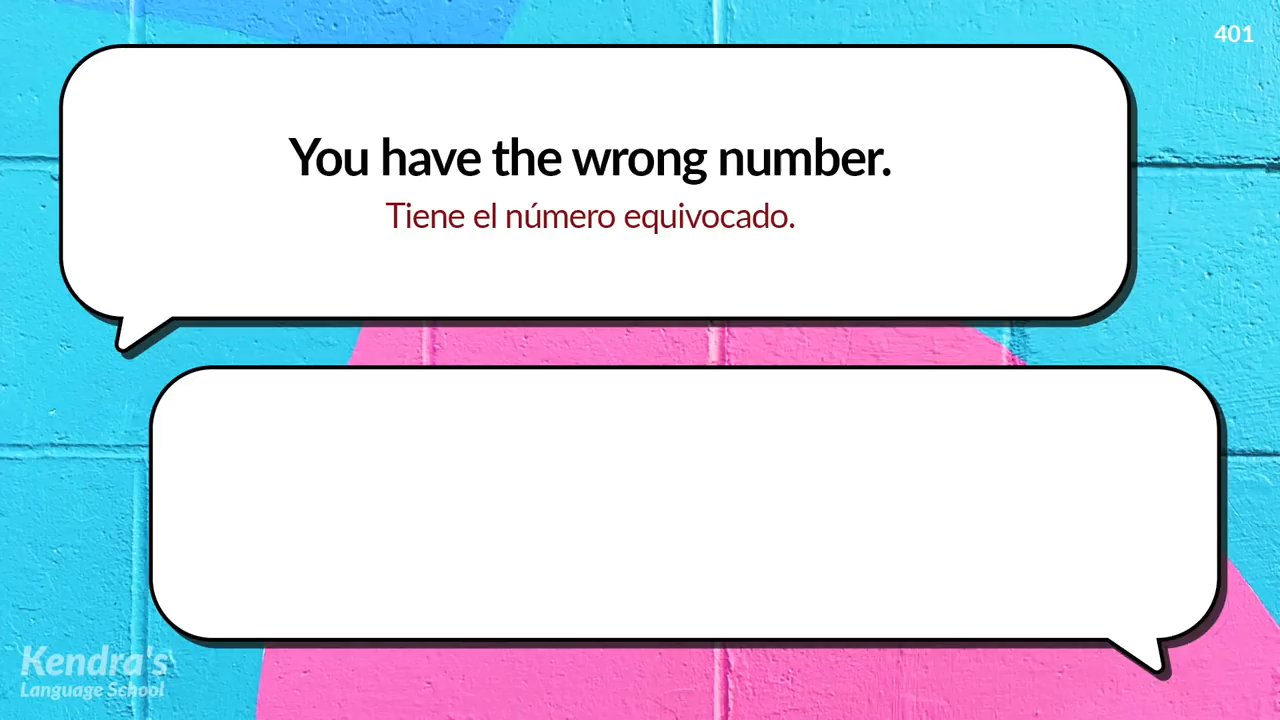 401
You have the wrong number.
Tiene el número equivocado.
Kendra's
Language School